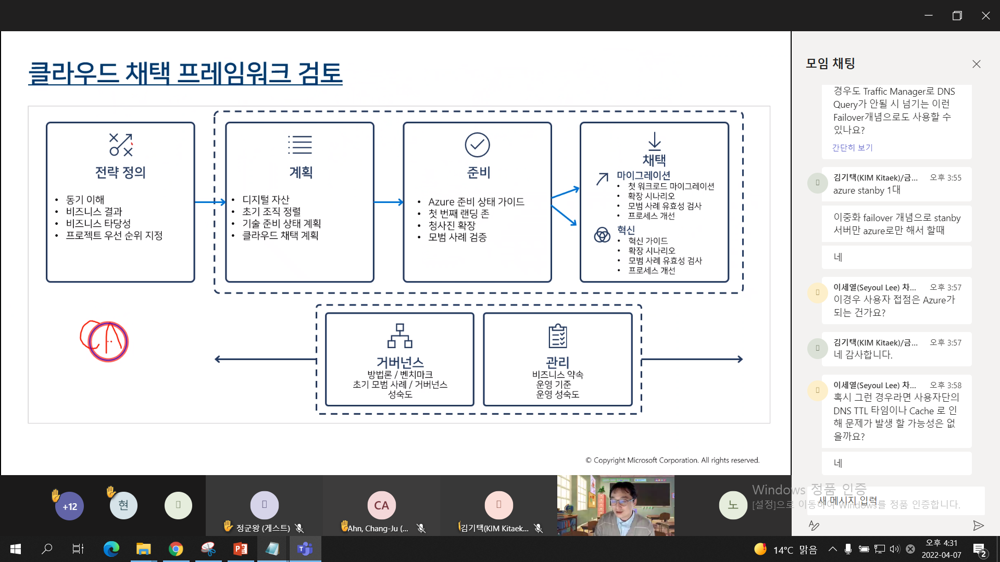 클라우드 채택 프레임워크 검토
전략 정의
• 동기 이해
• 비즈니스 결과
• 비즈니스 타당성
• 프로젝트 우선 순위 지정
계획
• 디지털 자산
• 초기 조직 정렬
• 기술 준비 상태 계획
• 클라우드 채택 계획
준비
• Azure 준비 상태 가이드
• 첫 번째 랜딩 존
• 청사진 확장
• 모범 사례 검증
채택
마이그레이션
• 첫 워크로드 마이그레이션
• 확장 시나리오
• 모범 사례 유효성 검사
• 프로세스 개선
혁신
• 혁신 가이드
• 확장 시나리오
• 모범 사례 유효성 검사
• 프로세스 개선
CA
거버넌스
방법론 / 벤치마크
초기 모범 사례 / 거버넌스
성숙도
관리
비즈니스 약속
운영 기준
운영 성숙도
© Copyright Microsoft Corporation. All rights reserved.
모임 채팅
경우도 Traffic Manager로 DNS
Query가 안될 시 넘기는 이런
Failover개념으로도 사용할 수
있나요?
간단히 보기
김기택(KIM Kitaek)/금... 오후 3:55
azure stanby 1대
이중화 failover 개념으로 stanby
서버만 azure로만 해서 할때
네
이세열(Seyoul Lee) 차... 오후 3:57
이경우 사용자 접점은 Azure가
되는 건가요?
김기택(KIM Kitaek)/금... 오후 3:57
네 감사합니다.
이세열(Seyoul Lee) 차... 오후 3:58
혹시 그런 경우라면 사용자단의
DNS TTL 타임이나 Cache 로 인
해 문제가 발생 할 가능성은 없
을까요?
네
Windows 정품 인증
[설정]으로 이동하여 Windows를 정품 인증합니다.
새 메시지 입력
+12
현
정군왕 (게스트)
CA
Ahn, Chang-Ju (...
김기택(KIM Kitaek...
노
14°C 맑음
오후 4:31
2022-04-07
2